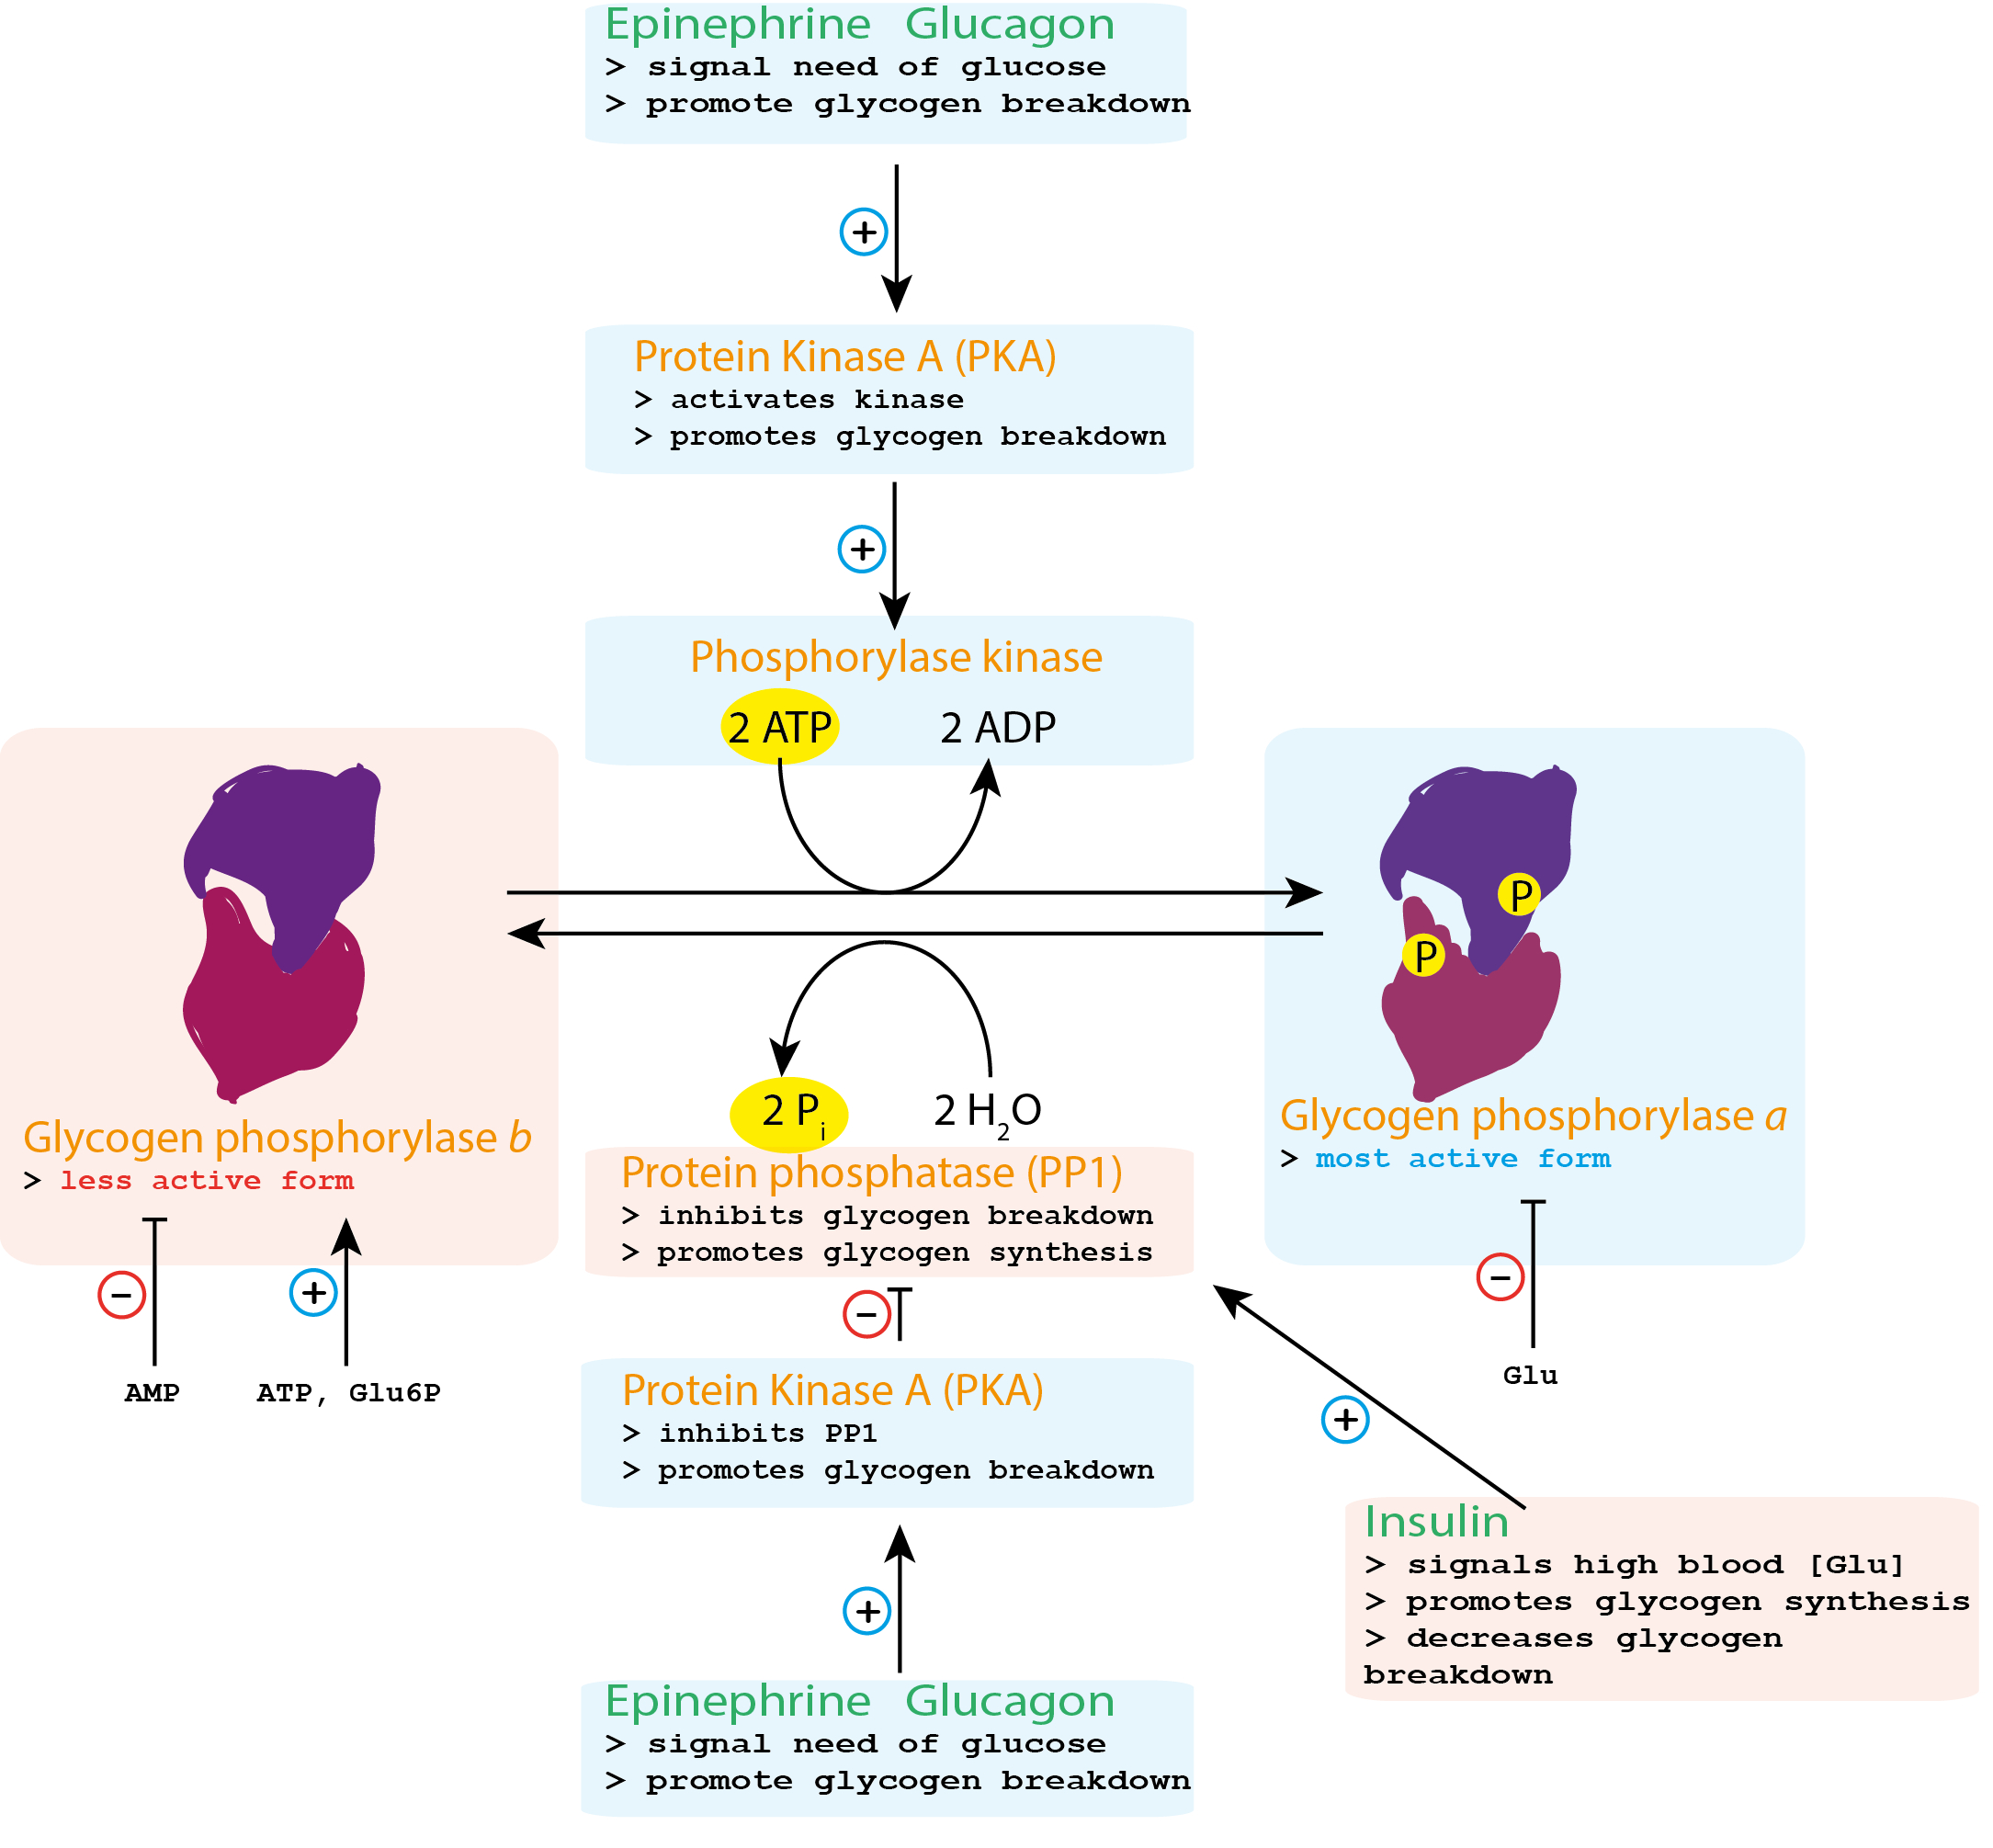 Epinephrine Glucagon
> signal need of glucose
> promote glycogen breakdown
+
Protein Kinase A (PKA)
> activates kinase
> promotes glycogen breakdown
+
Phosphorylase kinase
2 ATP 2 ADP
P
P
Glycogen phosphorylase b
> less active form
Glycogen phosphorylase a
> most active form
2 Pi 2 H2O
Protein phosphatase (PP1)
> inhibits glycogen breakdown
> promotes glycogen synthesis
−
+
−
−
AMP
ATP, Glu6P
Glu
Protein Kinase A (PKA)
> inhibits PP1
> promotes glycogen breakdown
+
Insulin
> signals high blood [Glu]
> promotes glycogen synthesis
> decreases glycogen
breakdown
+
Epinephrine Glucagon
> signal need of glucose
> promote glycogen breakdown